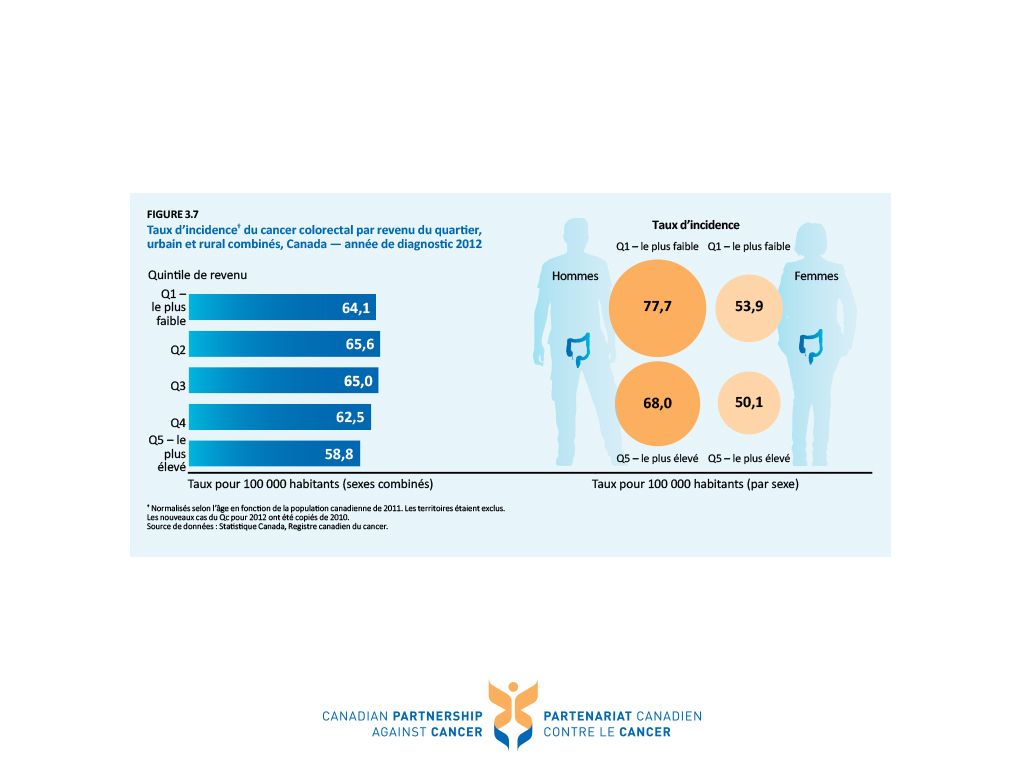 FIGURE 3.7
Taux d’incidence† du cancer colorectal par revenu du quartier,
urbain et rural combinés, Canada — année de diagnostic 2012
Quintile de revenu
Q1 –
le plus
faible
64,1
Q2
65,6
Q3
65,0
Q4
62,5
Q5 – le
plus
élevé
58,8
Taux pour 100 000 habitants (sexes combinés)
Taux d’incidence
Q1 – le plus faible Q1 – le plus faible
Hommes
Femmes
77,7
53,9
68,0
50,1
Q5 – le plus élevé Q5 – le plus élevé
Taux pour 100 000 habitants (par sexe)
† Normalisés selon l’âge en fonction de la population canadienne de 2011. Les territoires étaient exclus.
Les nouveaux cas du Qc pour 2012 ont été copiés de 2010.
Source de données : Statistique Canada, Registre canadien du cancer.
CANADIAN PARTNERSHIP
AGAINST CANCER
PARTENARIAT CANADIEN
CONTRE LE CANCER